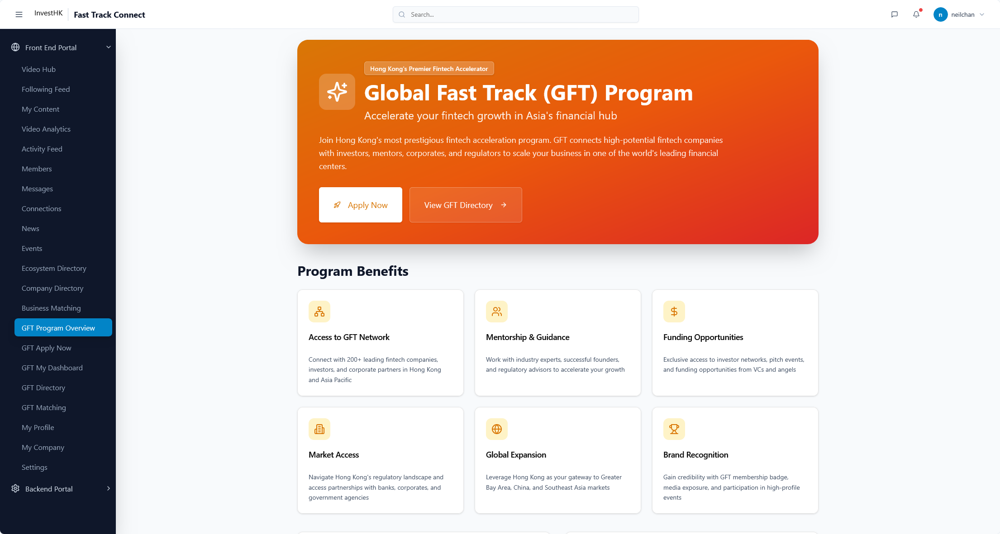 InvestHK
Fast Track Connect
Search...
n
neilchan
Front End Portal
Video Hub
Following Feed
My Content
Video Analytics
Activity Feed
Members
Messages
Connections
News
Events
Ecosystem Directory
Company Directory
Business Matching
GFT Program Overview
GFT Apply Now
GFT My Dashboard
GFT Directory
GFT Matching
My Profile
My Company
Settings
Backend Portal
Hong Kong's Premier Fintech Accelerator
Global Fast Track (GFT) Program
Accelerate your fintech growth in Asia's financial hub
Join Hong Kong's most prestigious fintech acceleration program. GFT connects high-potential fintech companies
with investors, mentors, corporates, and regulators to scale your business in one of the world's leading financial
centers.
Apply Now
View GFT Directory
Program Benefits
Access to GFT Network
Connect with 200+ leading fintech companies,
investors, and corporate partners in Hong Kong
and Asia Pacific
Mentorship & Guidance
Work with industry experts, successful founders,
and regulatory advisors to accelerate your growth
Funding Opportunities
Exclusive access to investor networks, pitch events,
and funding opportunities from VCs and angels
Market Access
Navigate Hong Kong's regulatory landscape and
access partnerships with banks, corporates, and
government agencies
Global Expansion
Leverage Hong Kong as your gateway to Greater
Bay Area, China, and Southeast Asia markets
Brand Recognition
Gain credibility with GFT membership badge,
media exposure, and participation in high-profile
events